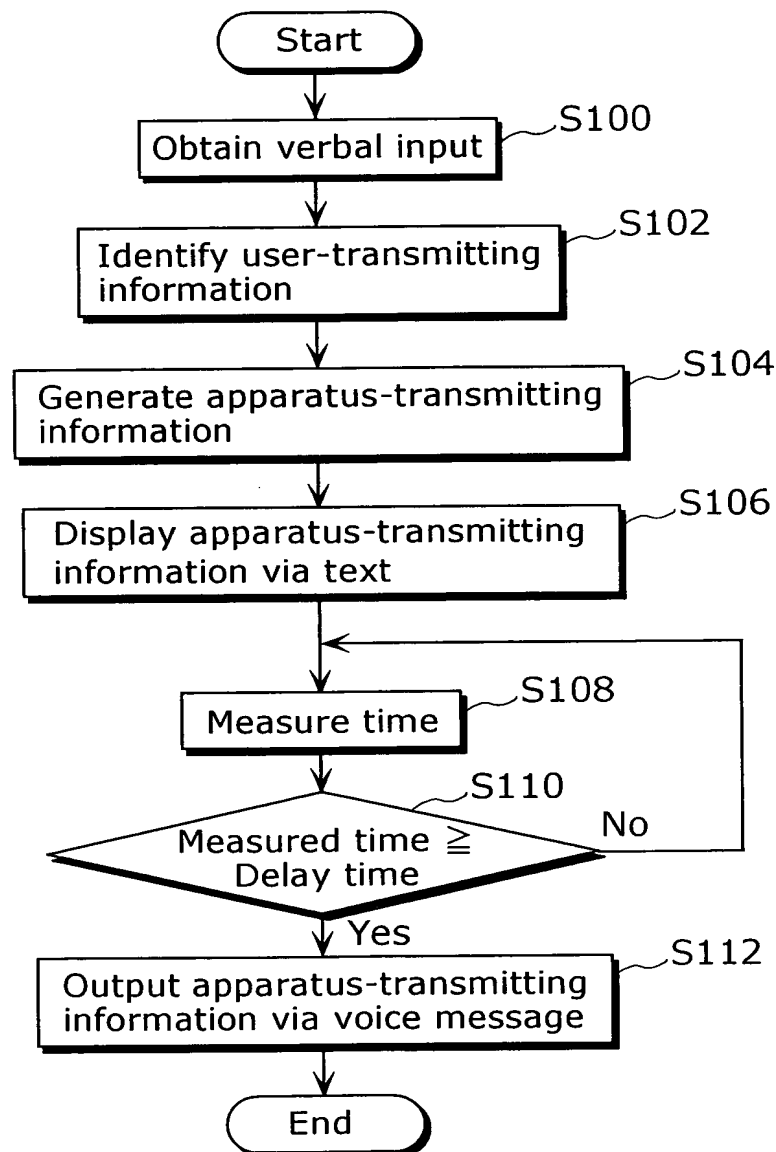 Start
S100
Obtain verbal input
S102
Identify user-transmitting
information
S104
Generate apparatus-transmitting
information
S106
Display apparatus-transmitting
information via text
S108
Measure time
S110
Measured time ≧
Delay time
No
Yes
S112
Output apparatus-transmitting
information via voice message
End